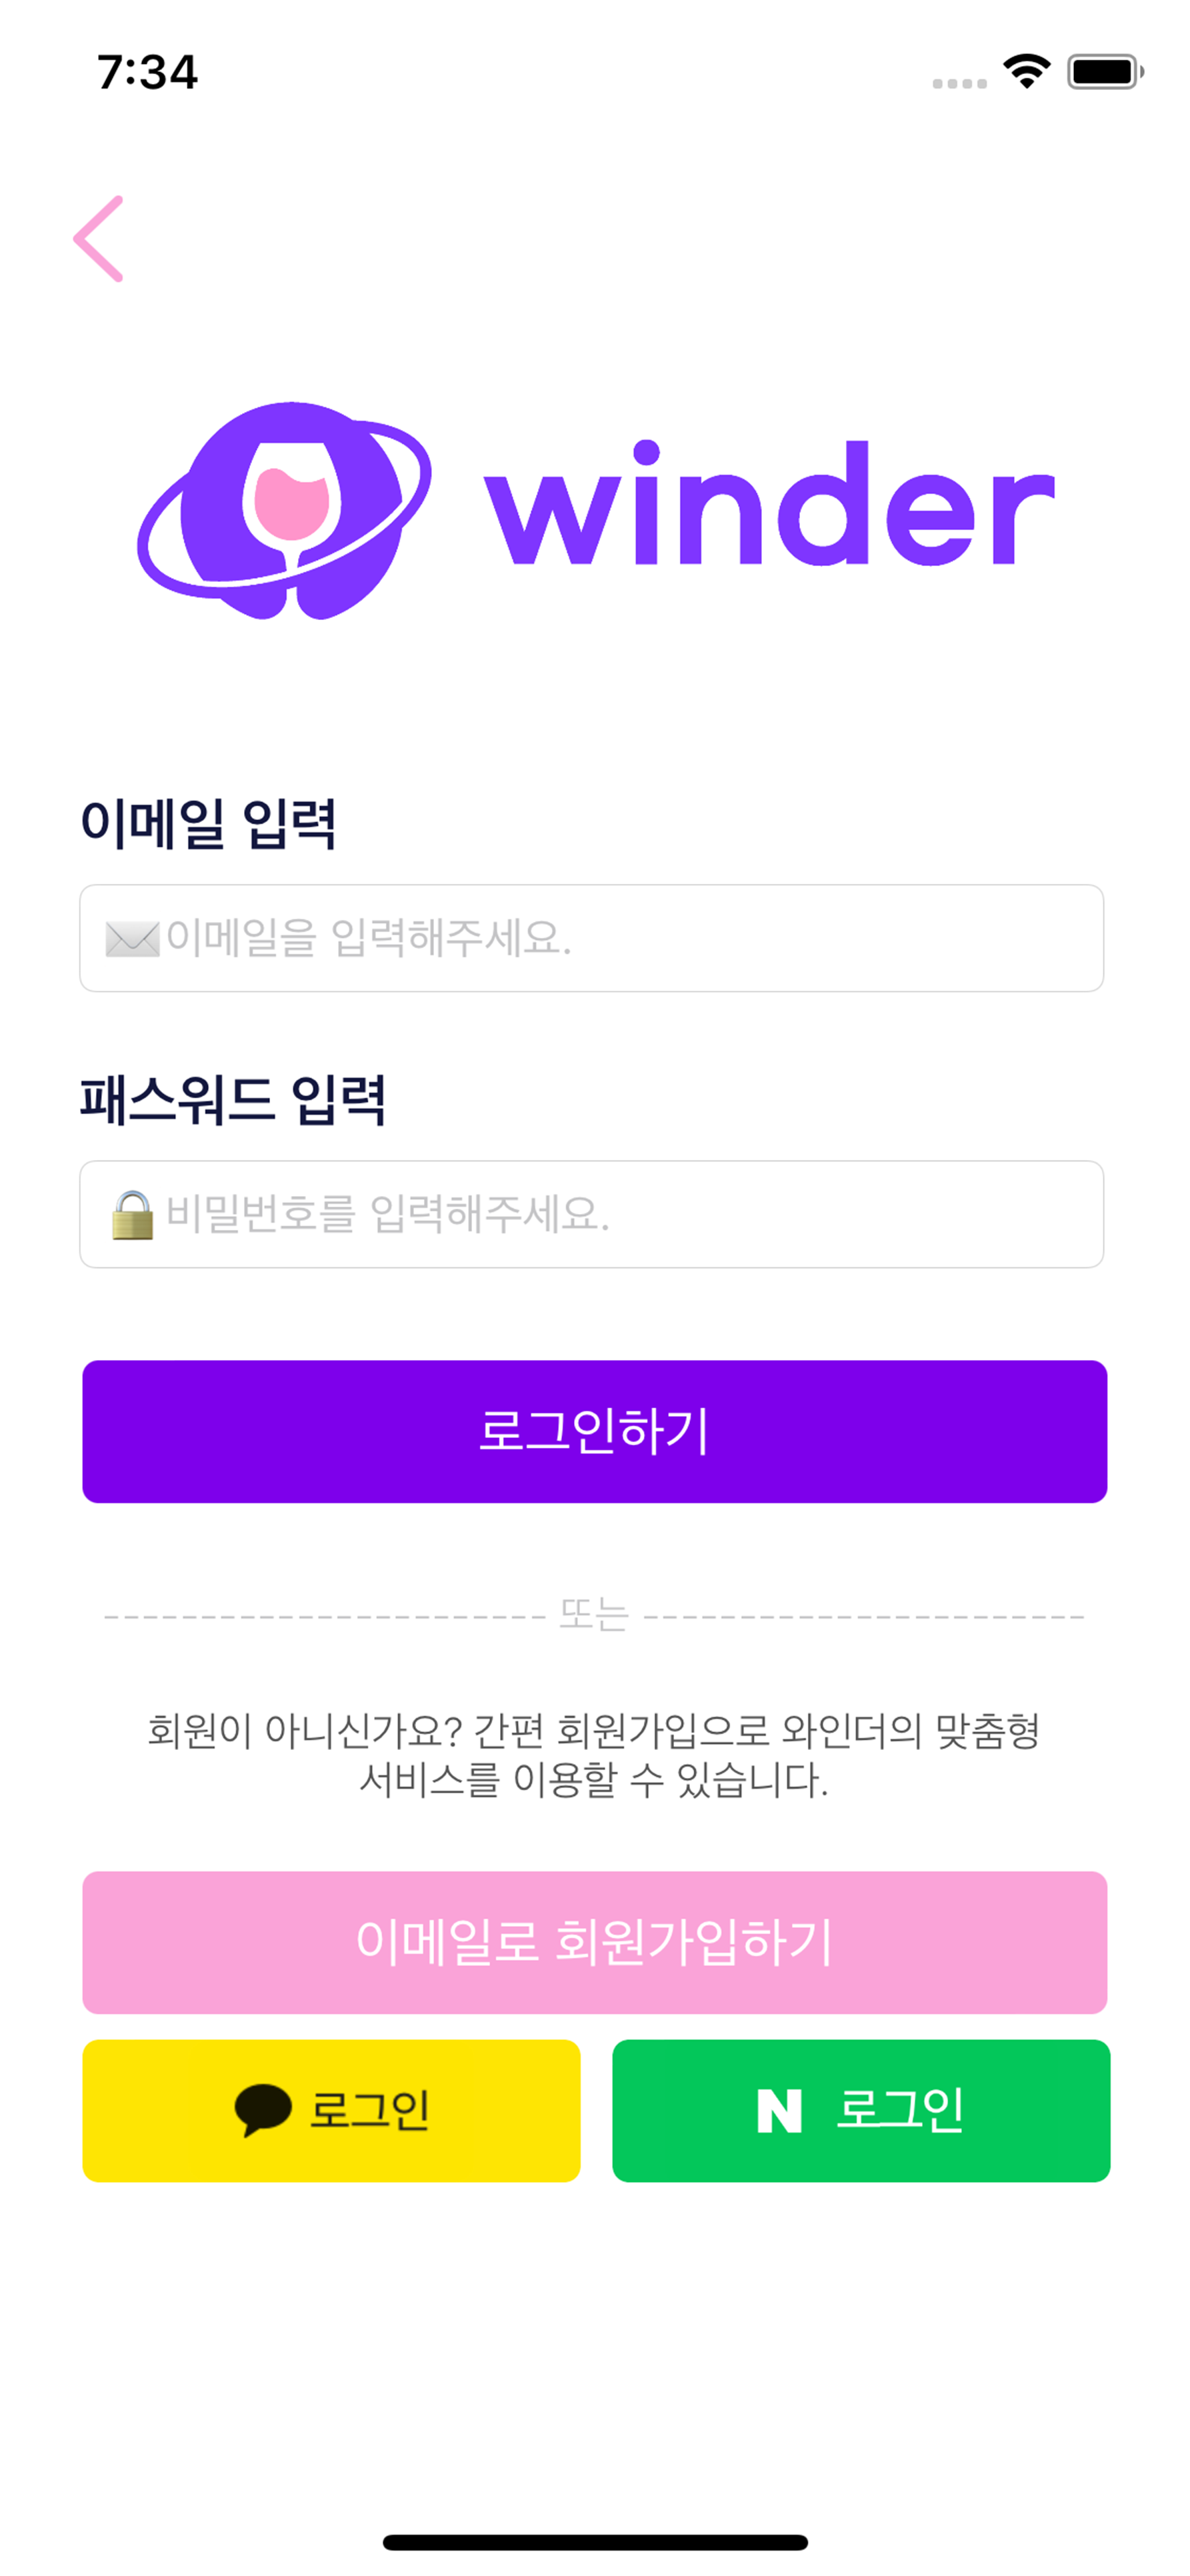 7:34
winder
이메일 입력
✉️이메일을 입력해주세요.
패스워드 입력
🔒비밀번호를 입력해주세요.
로그인하기
----------------------- 또는 -----------------------
회원이 아니신가요? 간편 회원가입으로 와인더의 맞춤형
서비스를 이용할 수 있습니다.
이메일로 회원가입하기
로그인
N 로그인